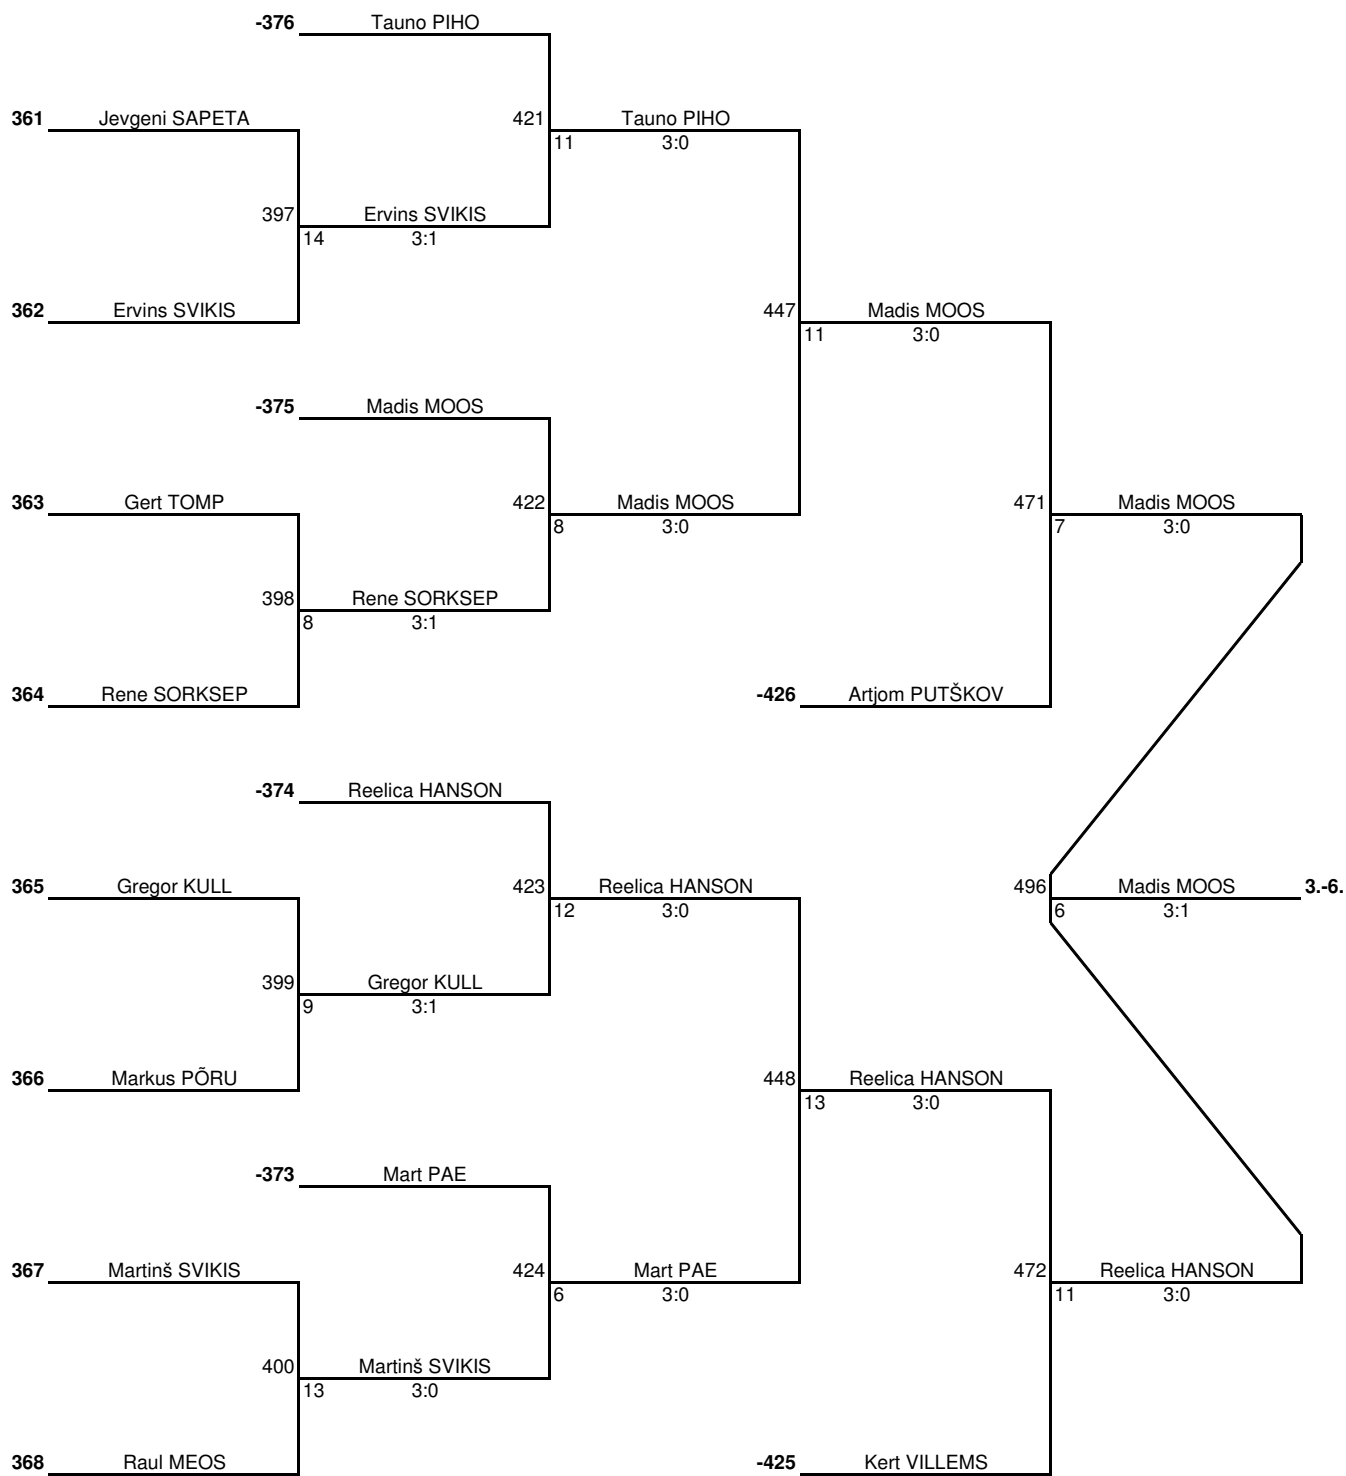 -376 Tauno PIHO
361 Jevgeni SAPETA 421 Tauno PIHO
11 3:0
397 Ervins SVIKIS
14 3:1
362 Ervins SVIKIS 447 Madis MOOS
11 3:0
-375 Madis MOOS
363 Gert TOMP 422 Madis MOOS 471 Madis MOOS
8 3:0 7 3:0
398 Rene SORKSEP
8 3:1
364 Rene SORKSEP -426 Artjom PUTŠKOV
-374 Reelica HANSON
365 Gregor KULL 423 Reelica HANSON 496 Madis MOOS 3.-6.
12 3:0 6 3:1
399 Gregor KULL
9 3:1
366 Markus PÕRU 448 Reelica HANSON
13 3:0
-373 Mart PAE
367 Martinš SVIKIS 424 Mart PAE 472 Reelica HANSON
6 3:0 11 3:0
400 Martinš SVIKIS
13 3:0
368 Raul MEOS -425 Kert VILLEMS